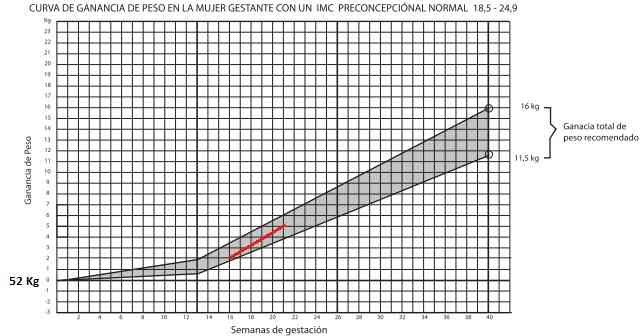 CURVA DE GANANCIA DE PESO EN LA MUJER GESTANTE CON UN IMC PRECONCEPCIÓNAL NORMAL 18,5 - 24,9
Kg
23
22
21
20
19
18
17
16
15
14
13
12
11
10
9
8
7
6
5
4
3
2
1
0
-1
-2
-3
Ganancia de Peso
52 Kg
16 kg
11,5 kg
Ganacia total de
peso recomendado
2 4 6 8 10 12 14 16 18 20 22 24 26 28 30 32 34 36 38 40
Semanas de gestación